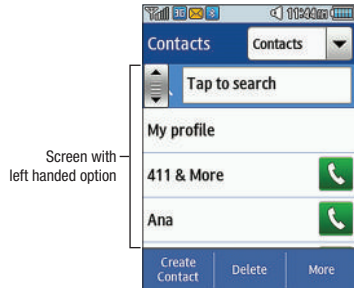 3G 11:44am
Contacts Contacts
Tap to search
My profile
Screen with
left handed option
411 & More
Ana
Create
Contact
Delete
More